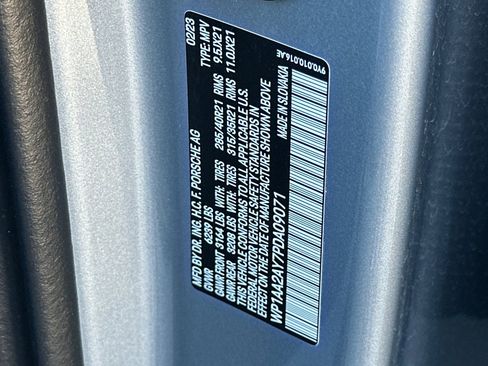 MFD BY DR. ING. H.C. F. PORSCHE AG 02/23
GVWR 6239 LBS TYPE: MPV
GAWR FRONT 3164 LBS WITH: TIRES 285/40R21 RIMS 9.5JX21
GAWR REAR 3208 LBS WITH: TIRES 315/35R21 RIMS 11.0JX21
THIS VEHICLE CONFORMS TO ALL APPLICABLE U.S.
FEDERAL MOTOR VEHICLE SAFETY STANDARDS IN
EFFECT ON THE DATE OF MANUFACTURE SHOWN ABOVE
WP1AA2AY7PDA09071 MADE IN SLOVAKIA
9Y0.010.016.AE